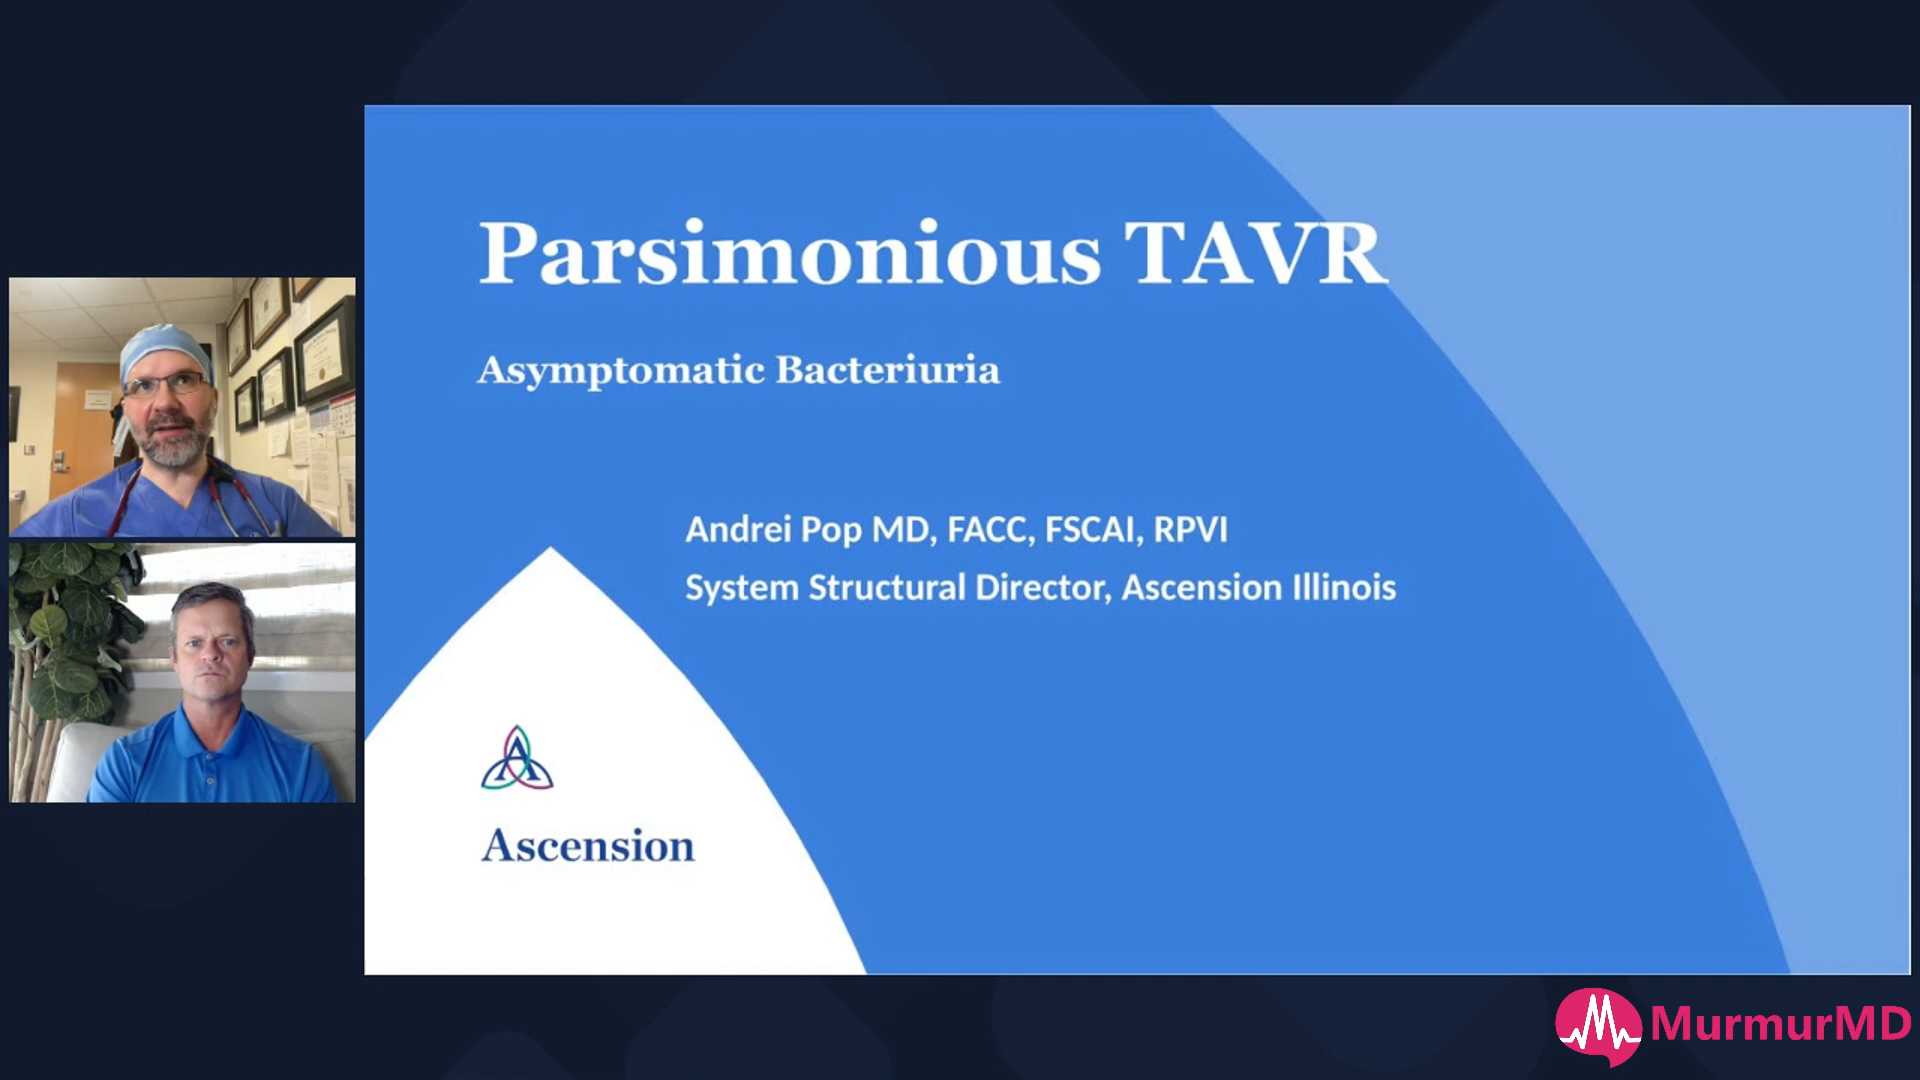 Parsimonious TAVR
Asymptomatic Bacteriuria
Andrei Pop MD, FACC, FSCAI, RPVI
System Structural Director, Ascension Illinois
A
Ascension
MurmurMD